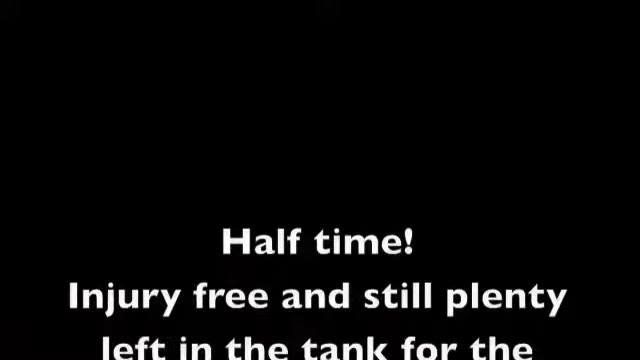 Half time!
Injury free and still plenty
left in the tank for the